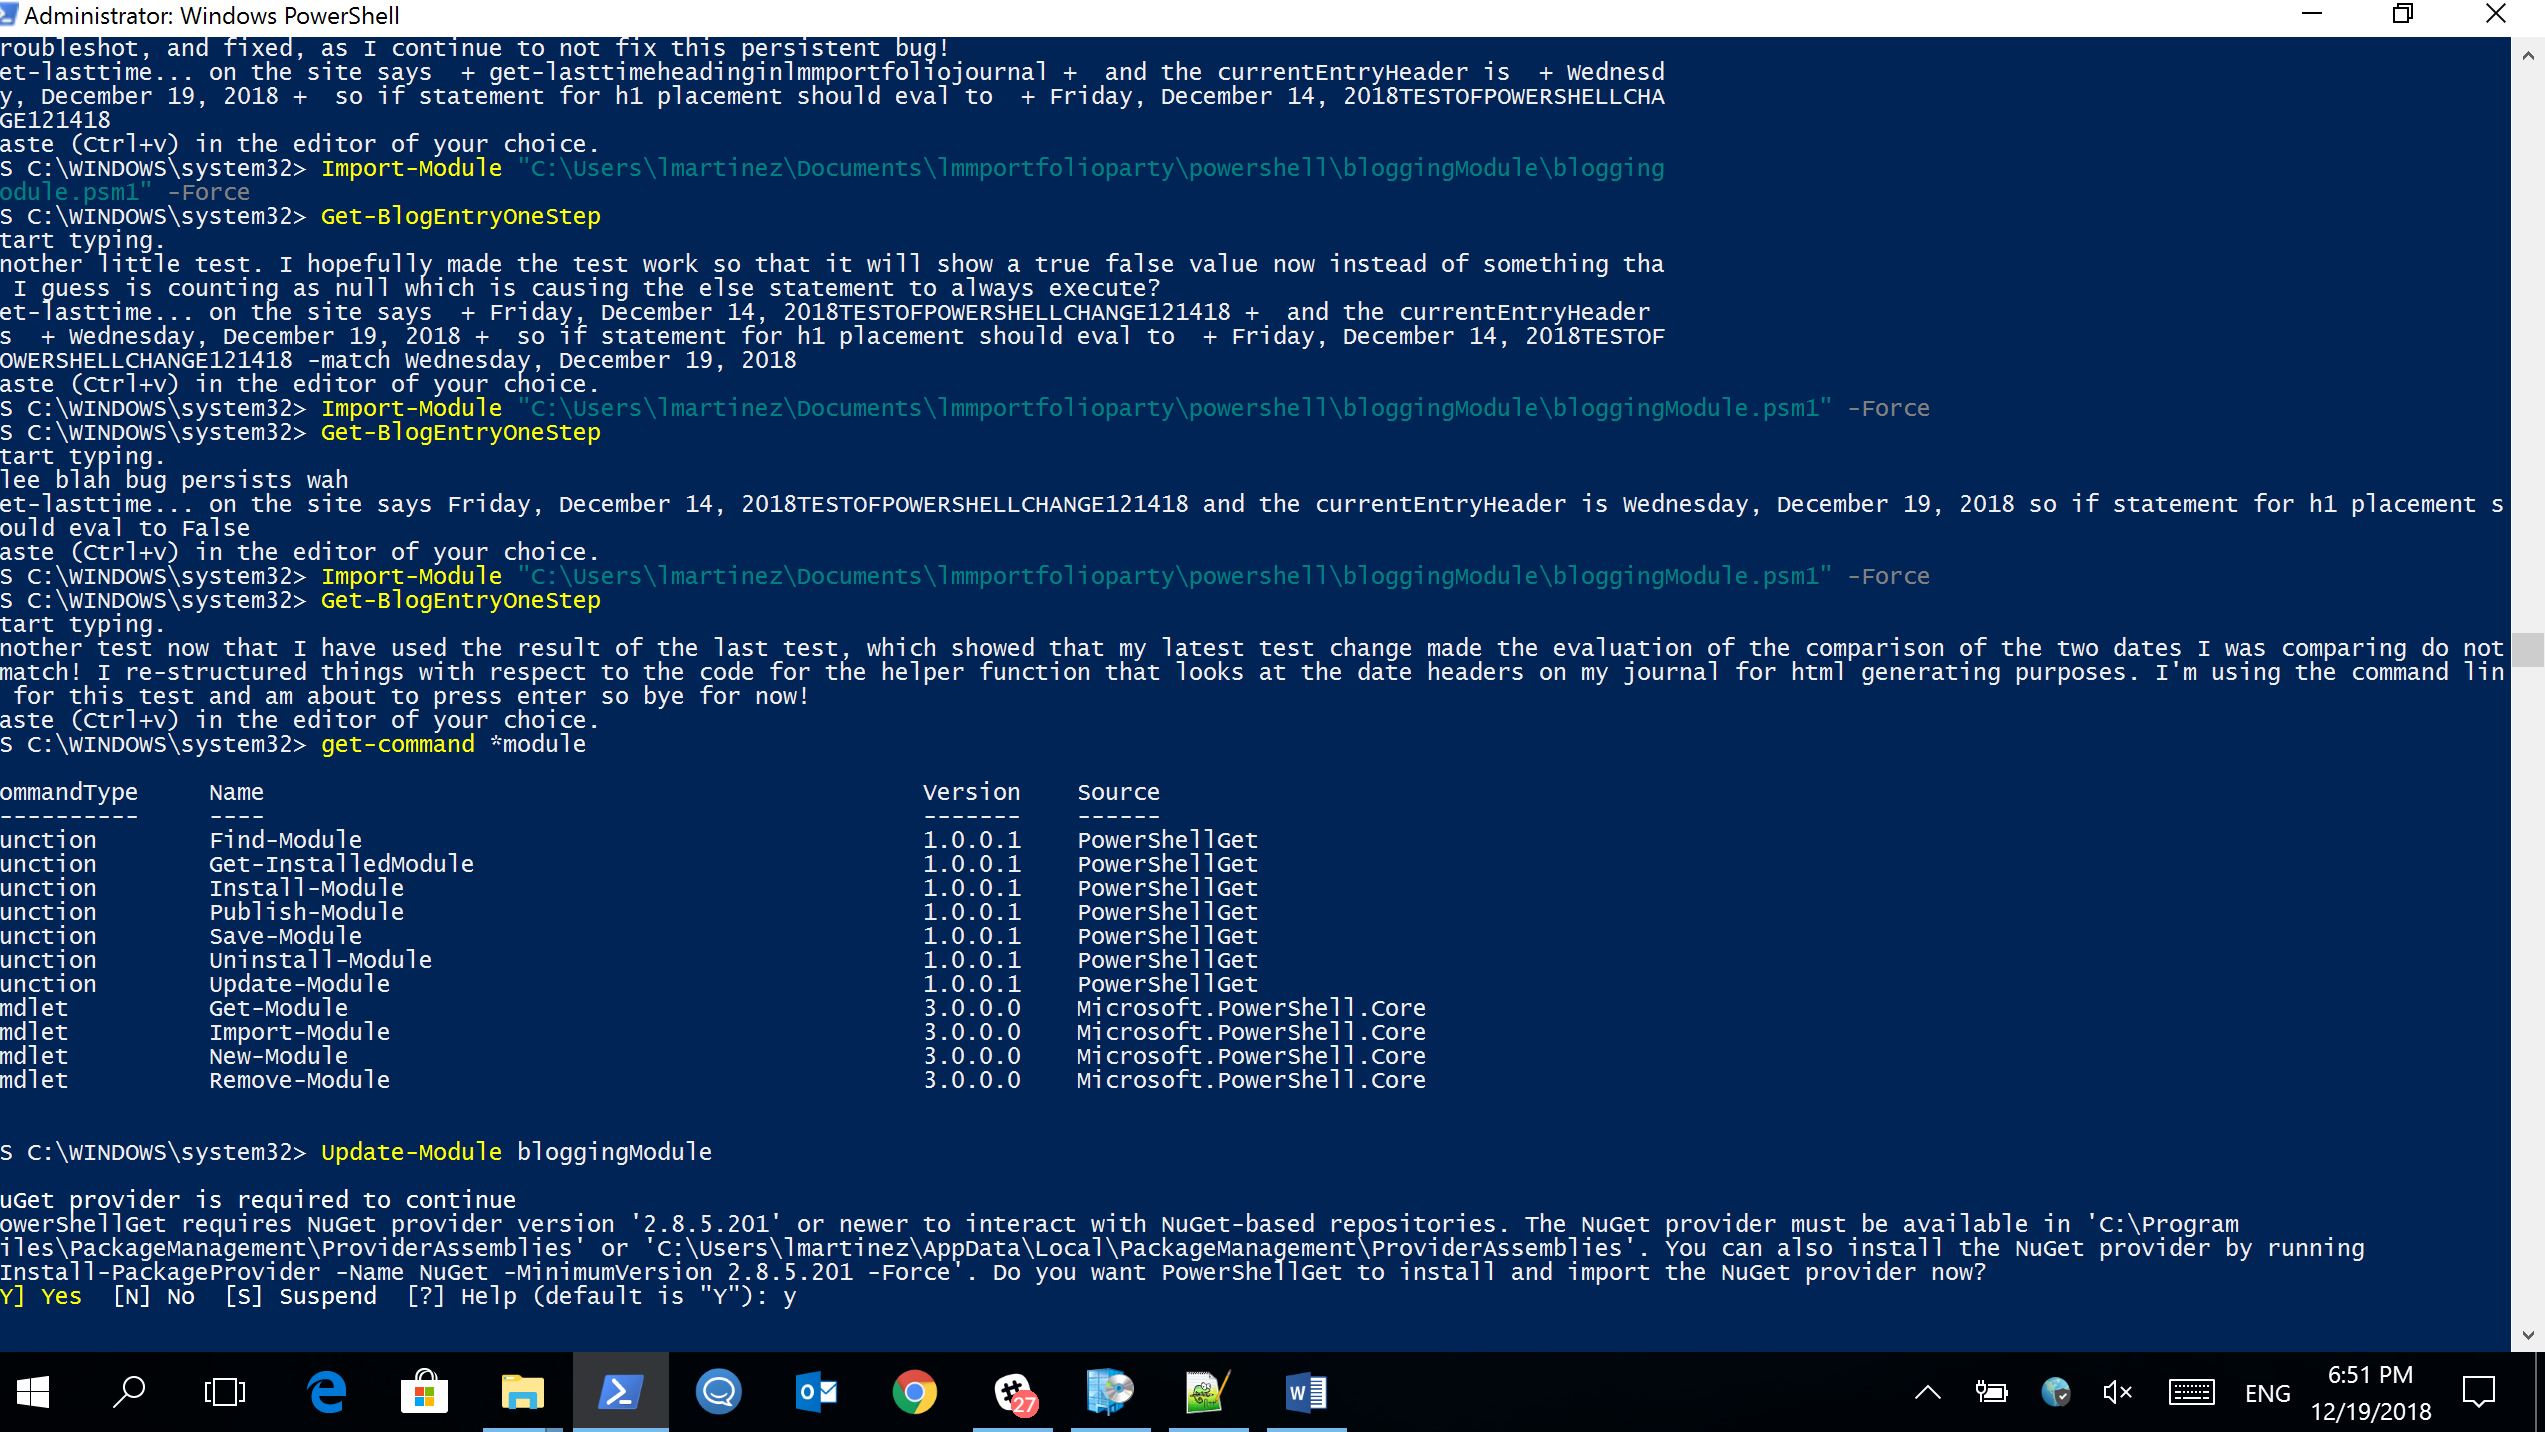 Administrator: Windows PowerShell
roubleshot, and fixed, as I continue to not fix this persistent bug!
et-lasttime... on the site says  + get-lasttimeheadinginlmmportfoliojournal +  and the currentEntryHeader is  + Wednesd
y, December 19, 2018 +  so if statement for h1 placement should eval to  + Friday, December 14, 2018TESTOFPOWERSHELLCHA
GE121418
aste (Ctrl+v) in the editor of your choice.
S C:\WINDOWS\system32> Import-Module "C:\Users\lmartinez\Documents\lmmportfolioparty\powershell\bloggingModule\blogging
odule.psm1" -Force
S C:\WINDOWS\system32> Get-BlogEntryOneStep
tart typing.
nother little test. I hopefully made the test work so that it will show a true false value now instead of something tha
 I guess is counting as null which is causing the else statement to always execute?
et-lasttime... on the site says  + Friday, December 14, 2018TESTOFPOWERSHELLCHANGE121418 +  and the currentEntryHeader
s  + Wednesday, December 19, 2018 +  so if statement for h1 placement should eval to  + Friday, December 14, 2018TESTOF
OWERSHELLCHANGE121418 -match Wednesday, December 19, 2018
aste (Ctrl+v) in the editor of your choice.
S C:\WINDOWS\system32> Import-Module "C:\Users\lmartinez\Documents\lmmportfolioparty\powershell\bloggingModule\bloggingModule.psm1" -Force
S C:\WINDOWS\system32> Get-BlogEntryOneStep
tart typing.
lee blah bug persists wah
et-lasttime... on the site says Friday, December 14, 2018TESTOFPOWERSHELLCHANGE121418 and the currentEntryHeader is Wednesday, December 19, 2018 so if statement for h1 placement s
ould eval to False
aste (Ctrl+v) in the editor of your choice.
S C:\WINDOWS\system32> Import-Module "C:\Users\lmartinez\Documents\lmmportfolioparty\powershell\bloggingModule\bloggingModule.psm1" -Force
S C:\WINDOWS\system32> Get-BlogEntryOneStep
tart typing.
nother test now that I have used the result of the last test, which showed that my latest test change made the evaluation of the comparison of the two dates I was comparing do not
match! I re-structured things with respect to the code for the helper function that looks at the date headers on my journal for html generating purposes. I'm using the command lin
 for this test and am about to press enter so bye for now!
aste (Ctrl+v) in the editor of your choice.
S C:\WINDOWS\system32> get-command *module
ommandType     Name     Version    Source
----------     ----     -------    ------
unction        Find-Module     1.0.0.1    PowerShellGet
unction        Get-InstalledModule     1.0.0.1    PowerShellGet
unction        Install-Module     1.0.0.1    PowerShellGet
unction        Publish-Module     1.0.0.1    PowerShellGet
unction        Save-Module     1.0.0.1    PowerShellGet
unction        Uninstall-Module     1.0.0.1    PowerShellGet
unction        Update-Module     1.0.0.1    PowerShellGet
mdlet          Get-Module     3.0.0.0    Microsoft.PowerShell.Core
mdlet          Import-Module     3.0.0.0    Microsoft.PowerShell.Core
mdlet          New-Module     3.0.0.0    Microsoft.PowerShell.Core
mdlet          Remove-Module     3.0.0.0    Microsoft.PowerShell.Core
S C:\WINDOWS\system32> Update-Module bloggingModule
uGet provider is required to continue
owerShellGet requires NuGet provider version '2.8.5.201' or newer to interact with NuGet-based repositories. The NuGet provider must be available in 'C:\Program
iles\PackageManagement\ProviderAssemblies' or 'C:\Users\lmartinez\AppData\Local\PackageManagement\ProviderAssemblies'. You can also install the NuGet provider by running
Install-PackageProvider -Name NuGet -MinimumVersion 2.8.5.201 -Force'. Do you want PowerShellGet to install and import the NuGet provider now?
Y] Yes  [N] No  [S] Suspend  [?] Help (default is "Y"): y
27
ENG
6:51 PM
12/19/2018